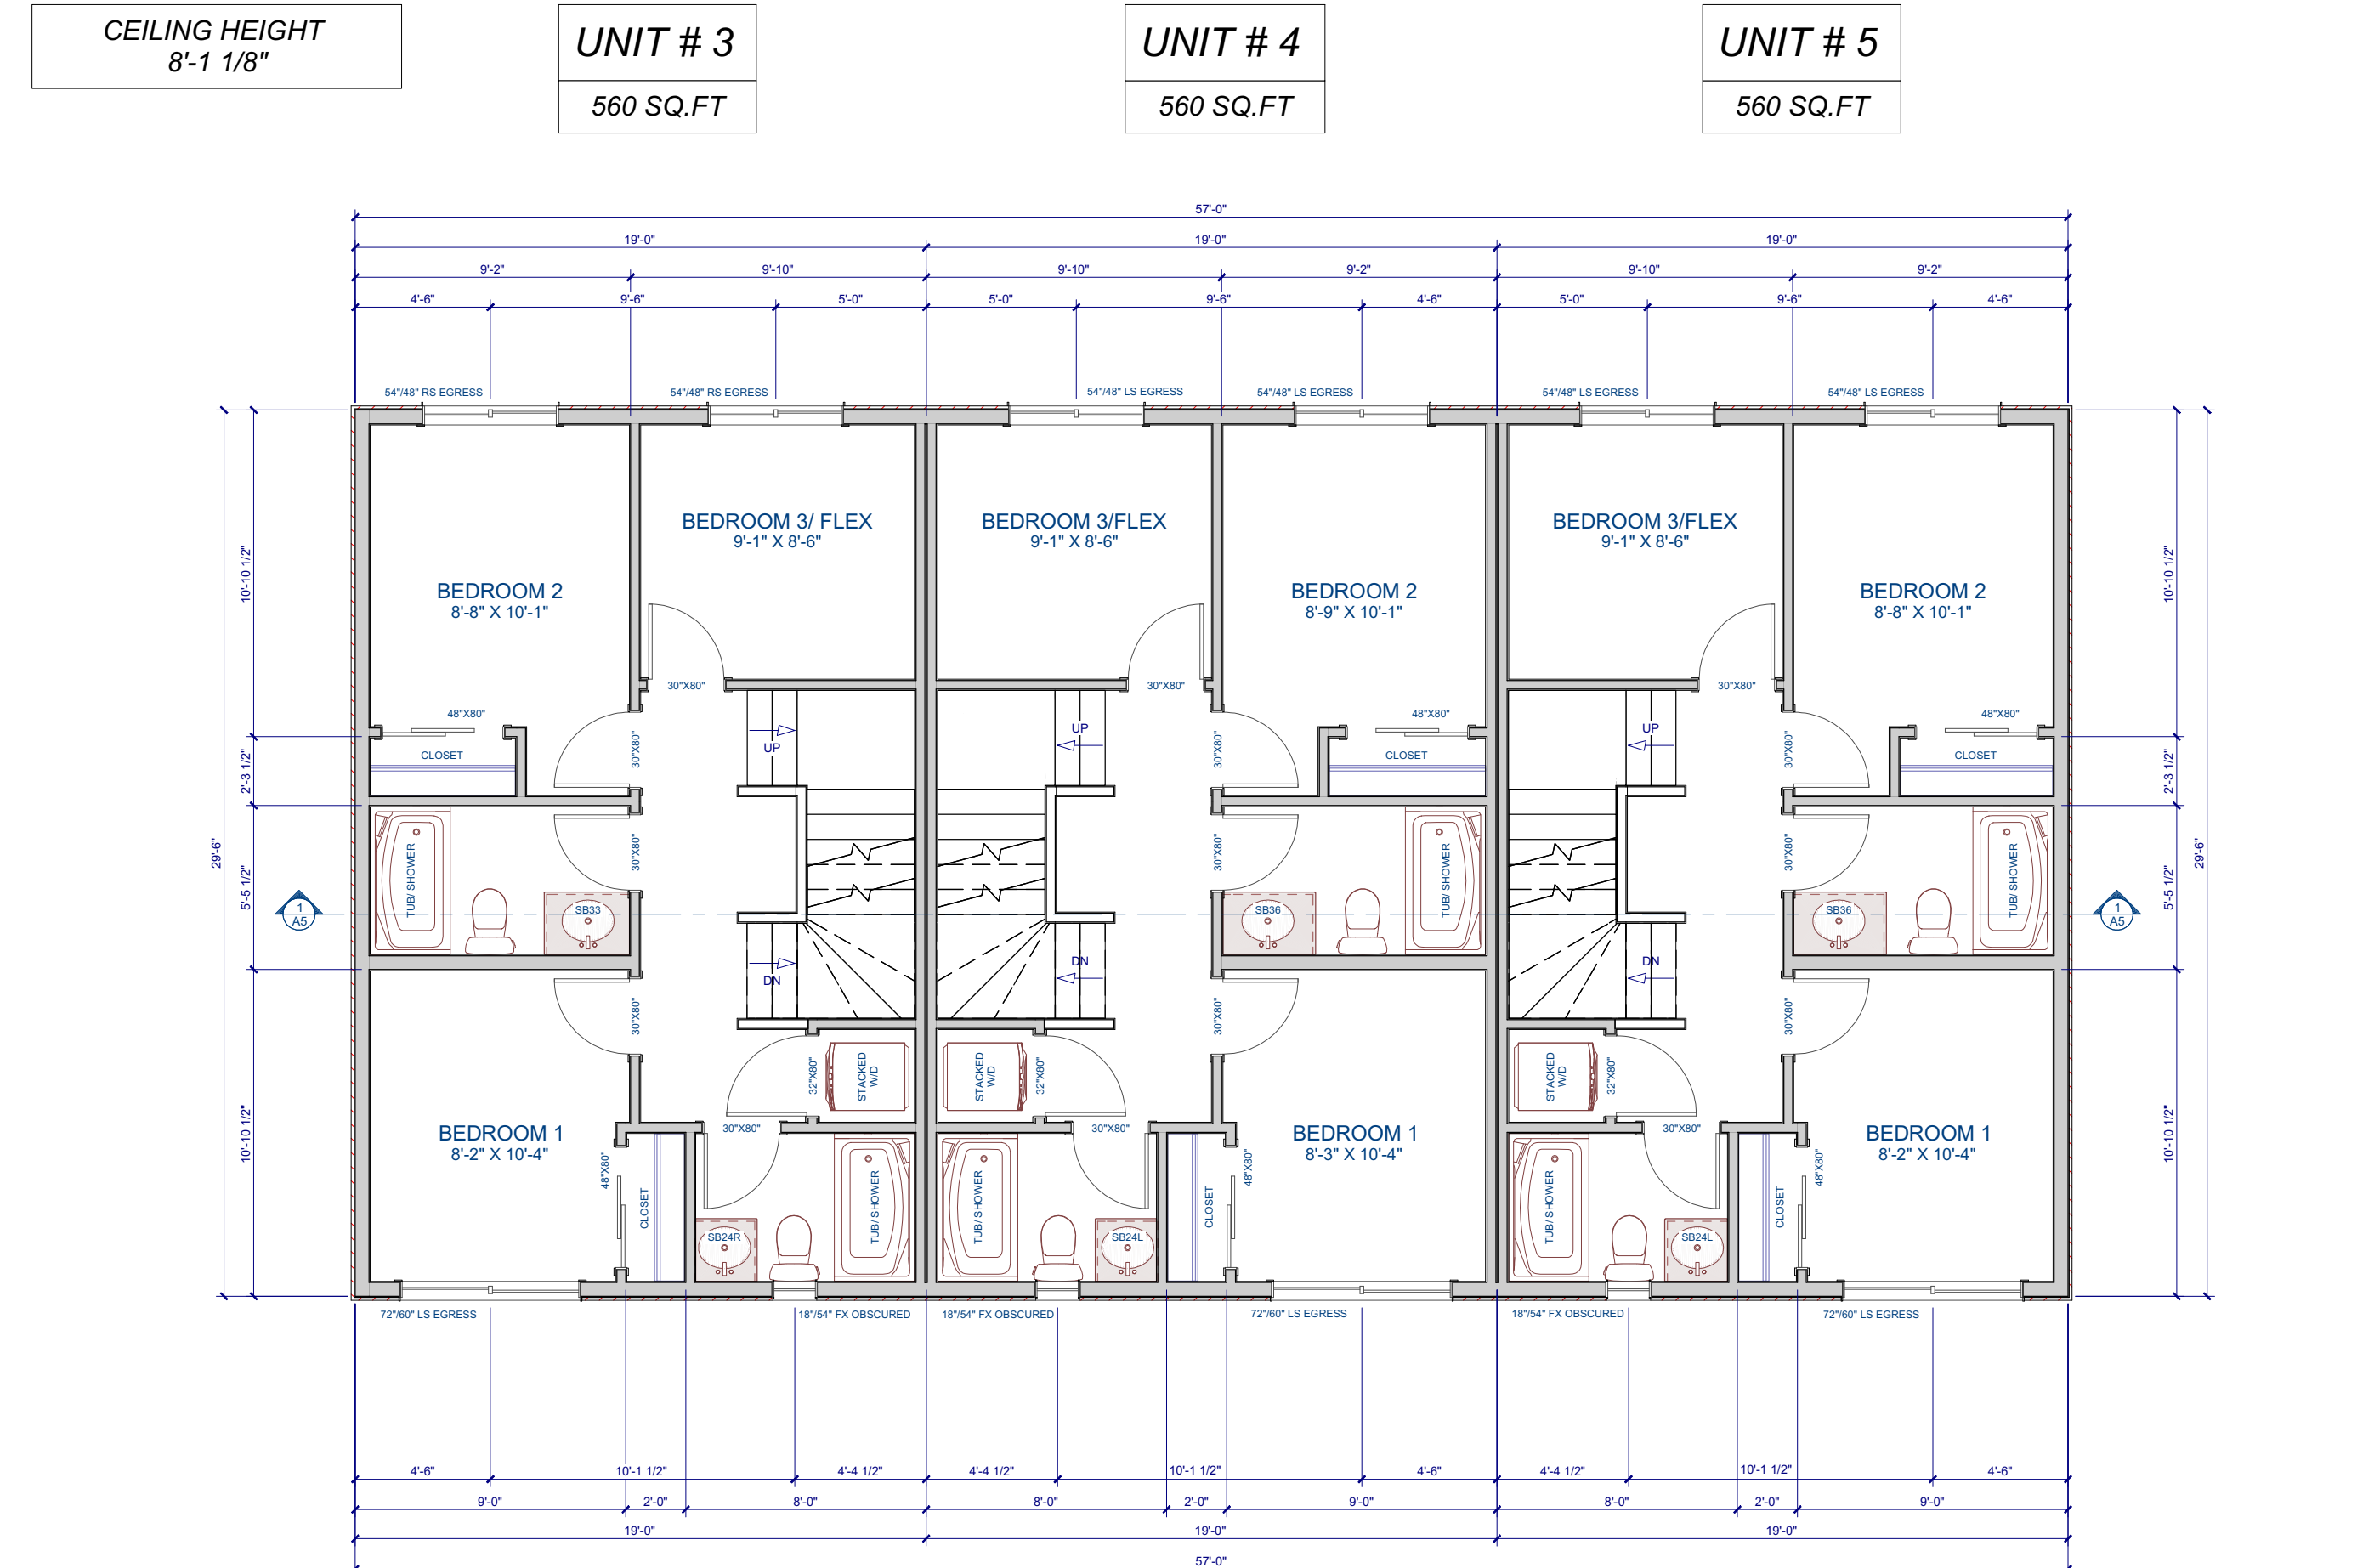 CEILING HEIGHT
8'-1 1/8"
UNIT # 3
560 SQ.FT
UNIT # 4
560 SQ.FT
UNIT # 5
560 SQ.FT
57'-0"
19'-0" 19'-0" 19'-0"
9'-2" 9'-10" 9'-10" 9'-2" 9'-10" 9'-2"
4'-6" 9'-6" 5'-0" 5'-0" 9'-6" 4'-6" 5'-0" 9'-6" 4'-6"
54"/48" RS EGRESS 54"/48" RS EGRESS 54"/48" LS EGRESS 54"/48" LS EGRESS 54"/48" LS EGRESS 54"/48" LS EGRESS
BEDROOM 3/ FLEX
9'-1" X 8'-6"
BEDROOM 3/FLEX
9'-1" X 8'-6"
BEDROOM 3/FLEX
9'-1" X 8'-6"
10'-10 1/2"
10'-10 1/2"
BEDROOM 2
8'-8" X 10'-1"
BEDROOM 2
8'-9" X 10'-1"
BEDROOM 2
8'-8" X 10'-1"
30"X80" 30"X80" 30"X80"
48"X80" 48"X80" 48"X80"
UP UP UP
30"X80" 30"X80" 30"X80"
CLOSET CLOSET CLOSET
2'-3 1/2" 2'-3 1/2"
29'-6" 29'-6"
30"X80" 30"X80" 30"X80"
TUB/ SHOWER TUB/ SHOWER TUB/ SHOWER
5'-5 1/2" 5'-5 1/2"
SB33 SB36 SB36
1
A5
1
A5
DN DN DN
30"X80" 30"X80" 30"X80"
32"X80" 32"X80" 32"X80"
STACKED
W/D
STACKED
W/D
STACKED
W/D
10'-10 1/2" 10'-10 1/2"
30"X80" 30"X80" 30"X80"
BEDROOM 1
8'-2" X 10'-4"
BEDROOM 1
8'-3" X 10'-4"
BEDROOM 1
8'-2" X 10'-4"
48"X80" 48"X80" 48"X80"
CLOSET CLOSET CLOSET
TUB/ SHOWER TUB/ SHOWER TUB/ SHOWER
SB24R SB24L SB24L
72"/60" LS EGRESS 18"/54" FX OBSCURED 18"/54" FX OBSCURED 72"/60" LS EGRESS 18"/54" FX OBSCURED 72"/60" LS EGRESS
4'-6" 10'-1 1/2" 4'-4 1/2" 4'-4 1/2" 10'-1 1/2" 4'-6" 4'-4 1/2" 10'-1 1/2" 4'-6"
9'-0" 2'-0" 8'-0" 8'-0" 2'-0" 9'-0" 8'-0" 2'-0" 9'-0"
19'-0" 19'-0" 19'-0"
57'-0"